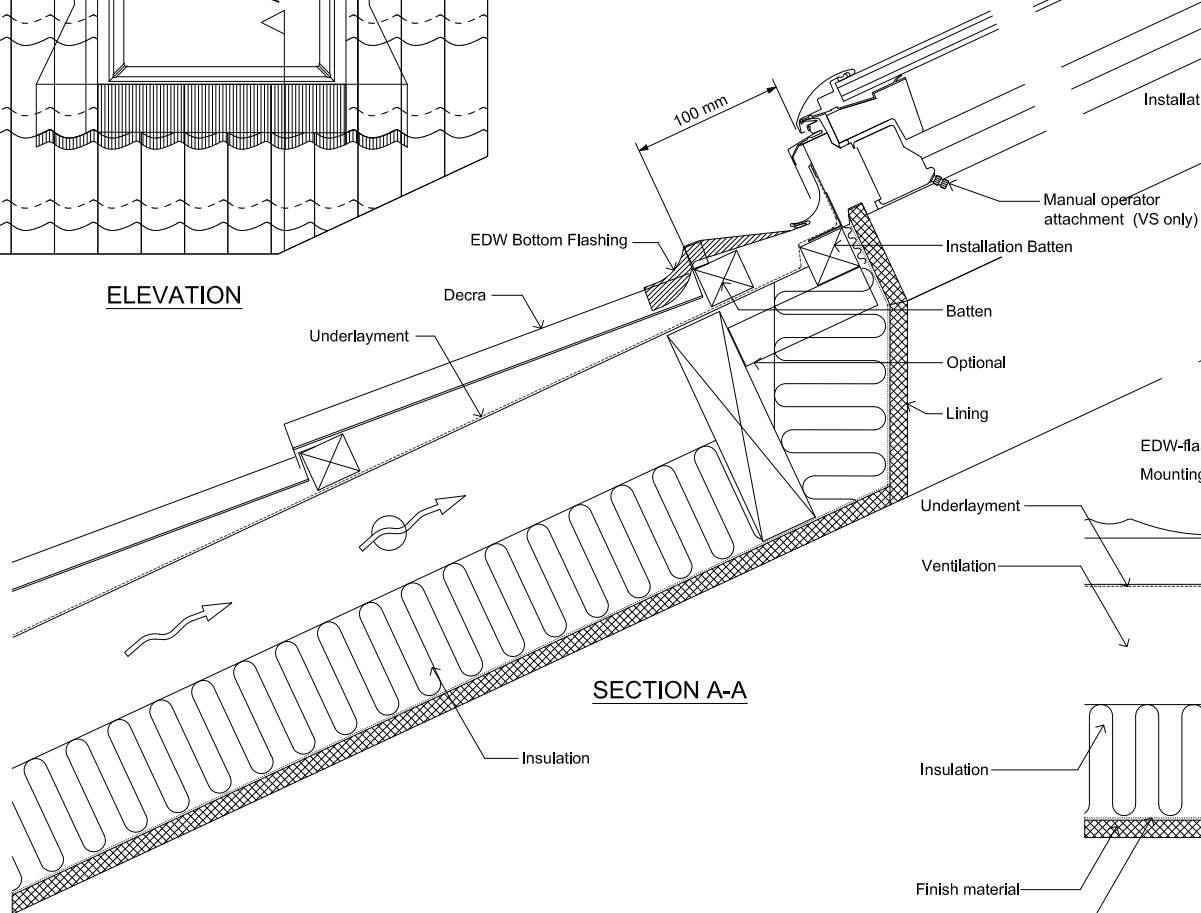 100 mm
Installat
Manual operator
attachment (VS only)
EDW Bottom Flashing
Installation Batten
ELEVATION
Decra
Batten
Underlayment
Optional
Lining
EDW-fla
Mounting
Underlayment
Ventilation
SECTION A-A
Insulation
Insulation
Finish material